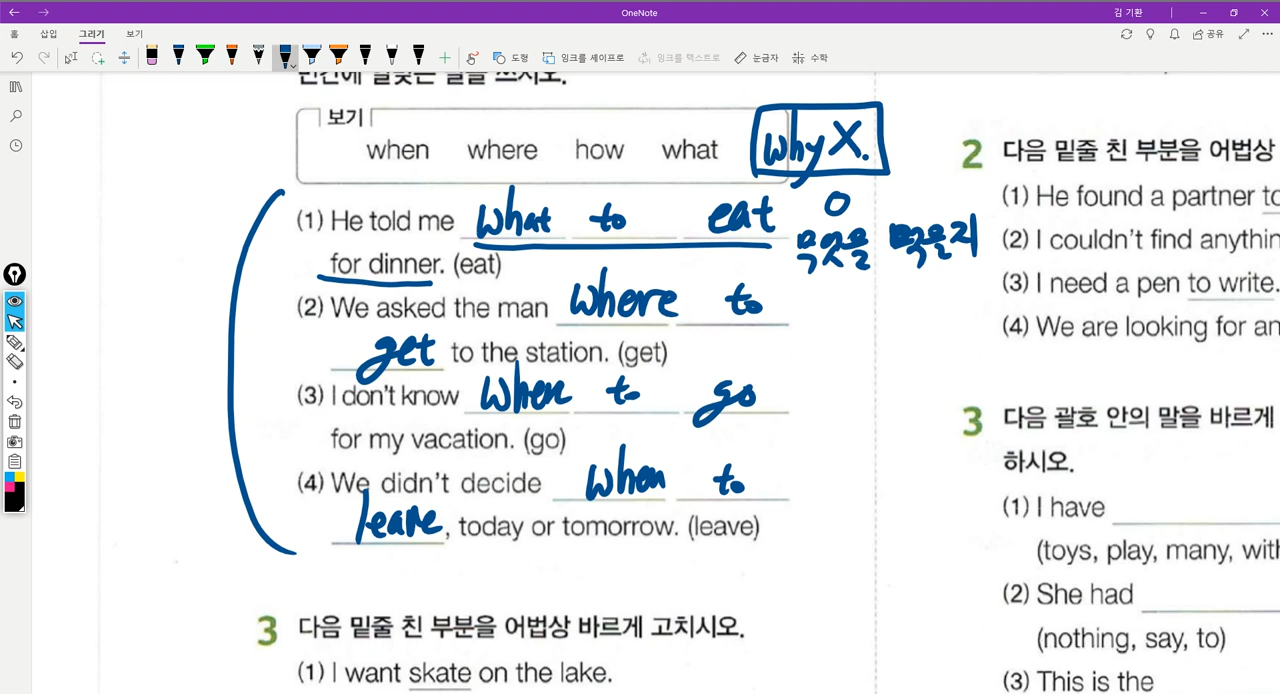 OneNote
김 기환
홈 삽입 그리기 보기
공유
도형 잉크를 셰이프로 잉크를 텍스트로 눈금자 수학
빈칸에 알맞은 말을 쓰시오.
보기
when where how what why X.
(1) He told me what to eat O
무엇을 먹을지
for dinner. (eat)
(2) We asked the man where to
get to the station. (get)
(3) I don't know when to go
for my vacation. (go)
(4) We didn't decide when to
leave, today or tomorrow. (leave)
3 다음 밑줄 친 부분을 어법상 바르게 고치시오.
(1) I want skate on the lake.
2 다음 밑줄 친 부분을 어법상
(1) He found a partner to
(2) I couldn't find anythin
(3) I need a pen to write.
(4) We are looking for an
3 다음 괄호 안의 말을 바르게
하시오.
(1) I have
(toys, play, many, with
(2) She had
(nothing, say, to)
(3) This is the